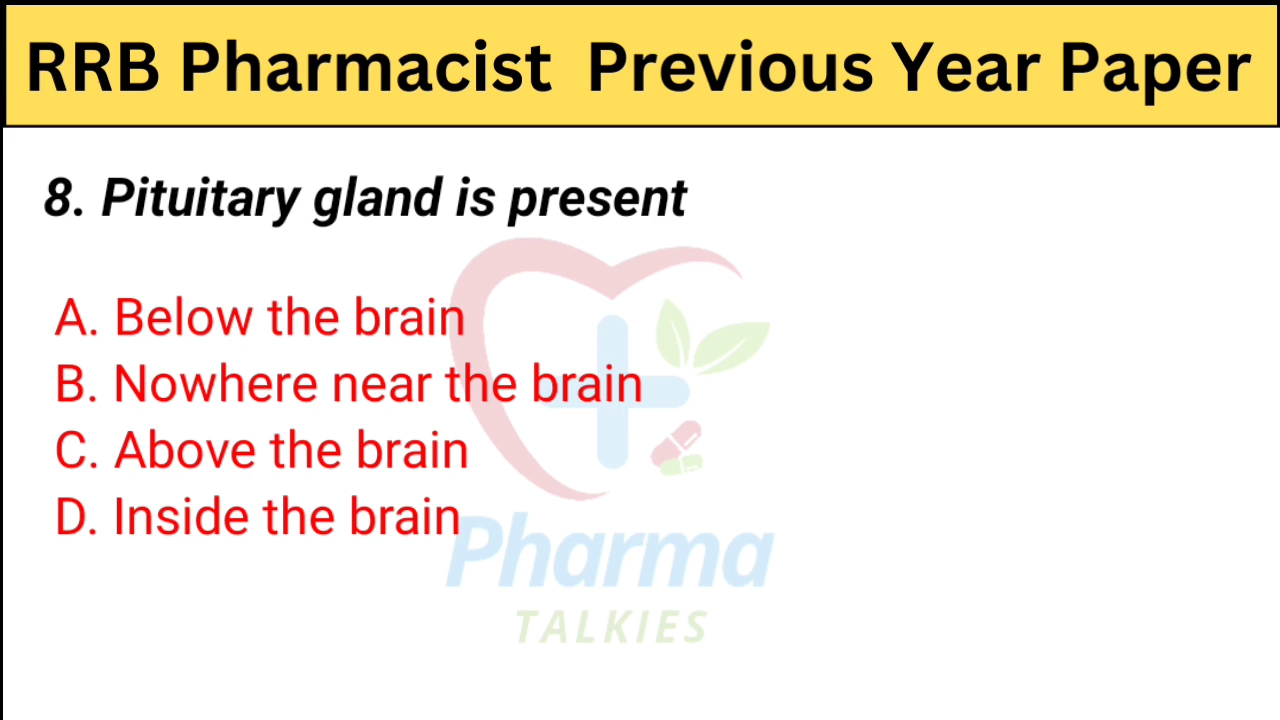 RRB Pharmacist Previous Year Paper
8. Pituitary gland is present
A. Below the brain
B. Nowhere near the brain
C. Above the brain
D. Inside the brain
Pharma
TALKIES